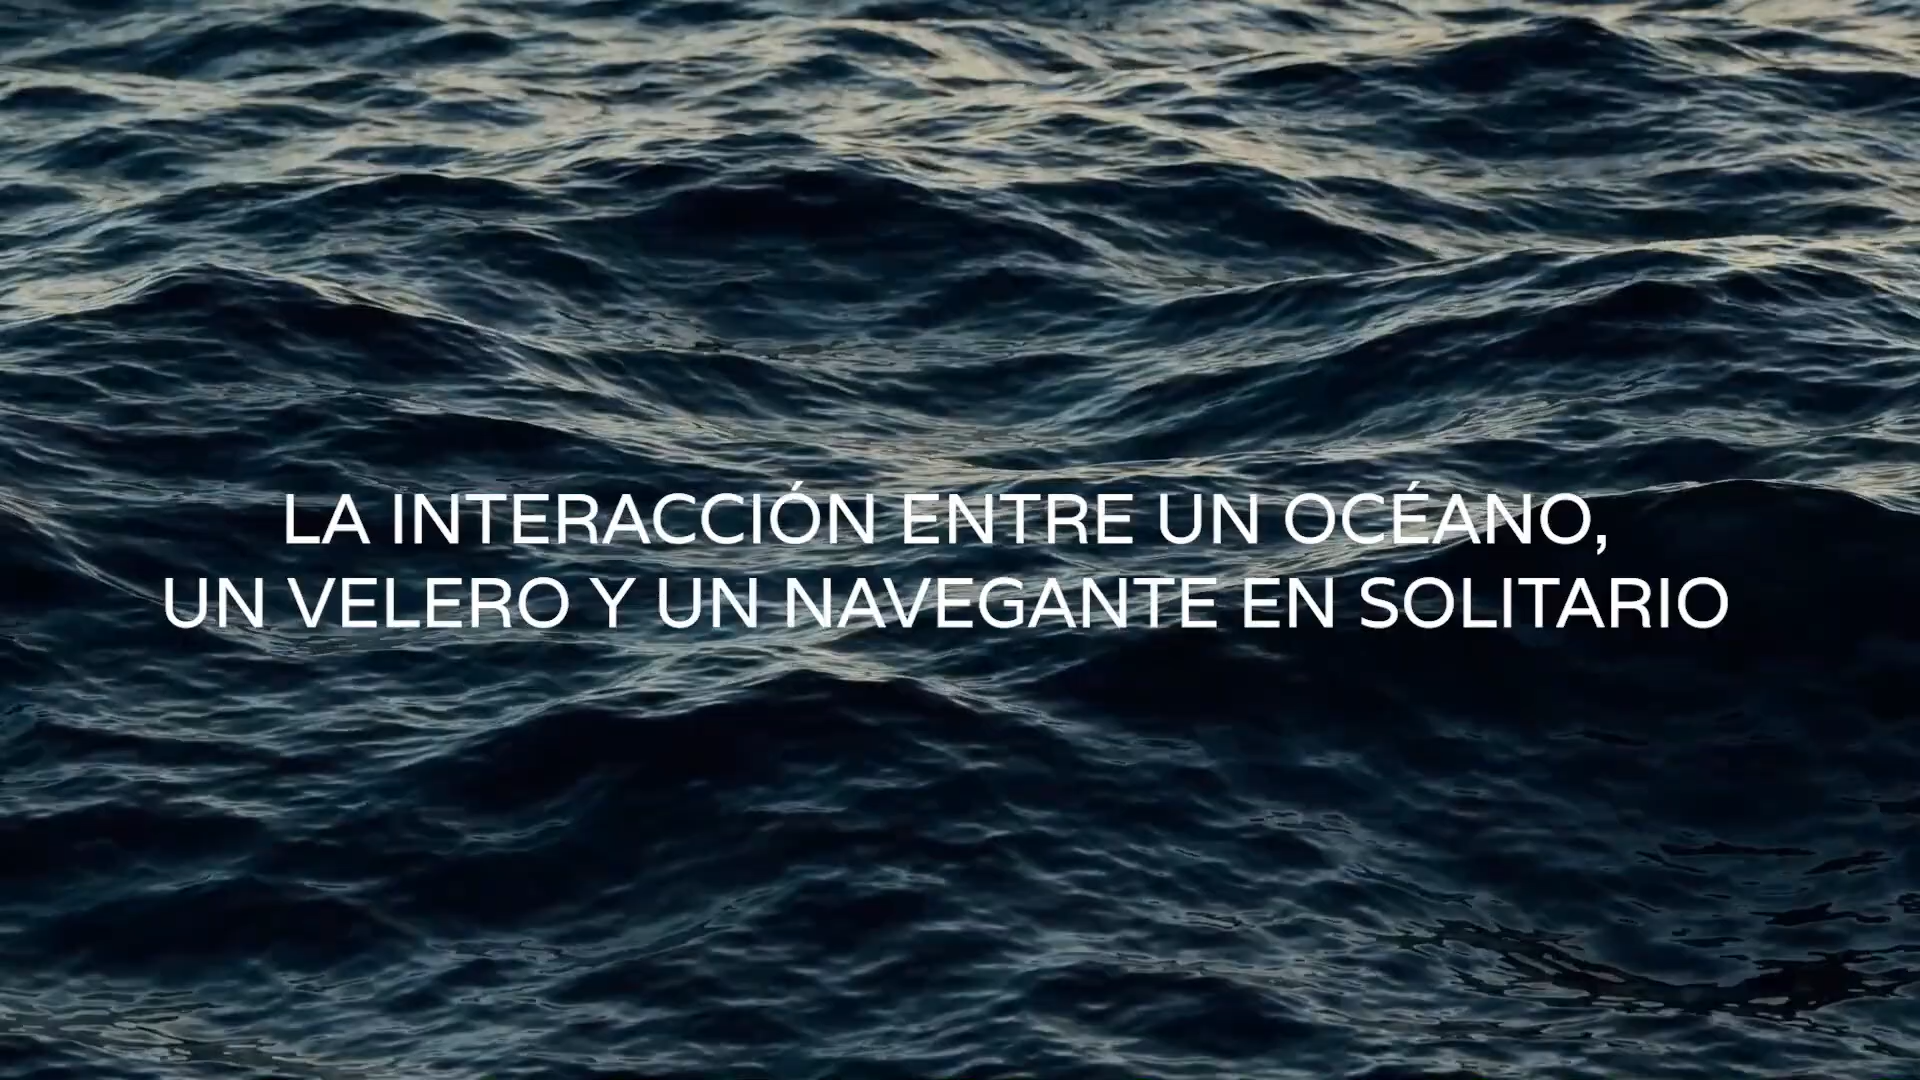 LA INTERACCIÓN ENTRE UN OCÉANO,
UN VELERO Y UN NAVEGANTE EN SOLITARIO